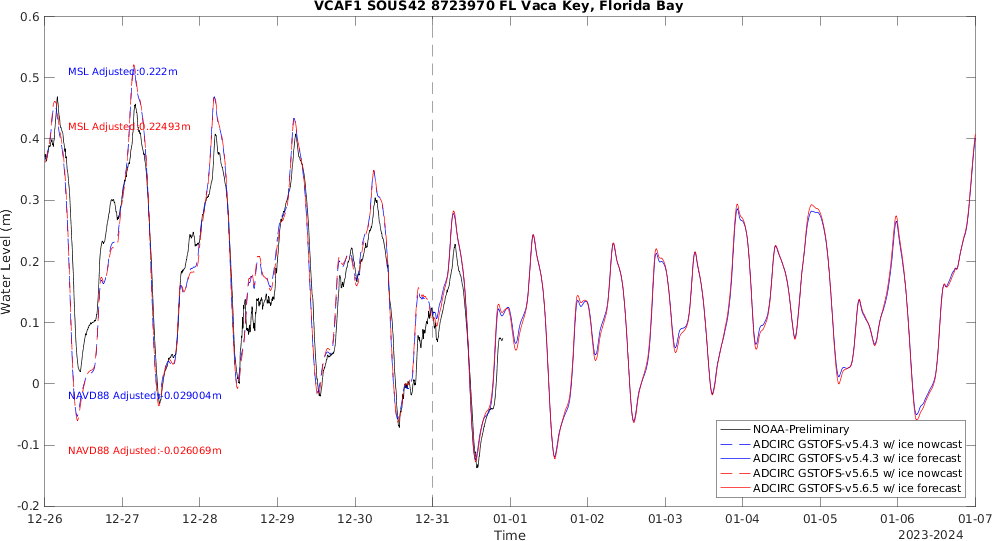 VCAF1 SOUS42 8723970 FL Vaca Key, Florida Bay
Water Level (m)
0.6
0.5
0.4
0.3
0.2
0.1
0
-0.1
-0.2
MSL Adjusted:0.222m
MSL Adjusted:0.22493m
NAVD88 Adjusted:-0.029004m
NAVD88 Adjusted:-0.026069m
NOAA-Preliminary
ADCIRC GSTOFS-v5.4.3 w/ ice nowcast
ADCIRC GSTOFS-v5.4.3 w/ ice forecast
ADCIRC GSTOFS-v5.6.5 w/ ice nowcast
ADCIRC GSTOFS-v5.6.5 w/ ice forecast
12-26 12-27 12-28 12-29 12-30 12-31 01-01 01-02 01-03 01-04 01-05 01-06 01-07
Time
2023-2024